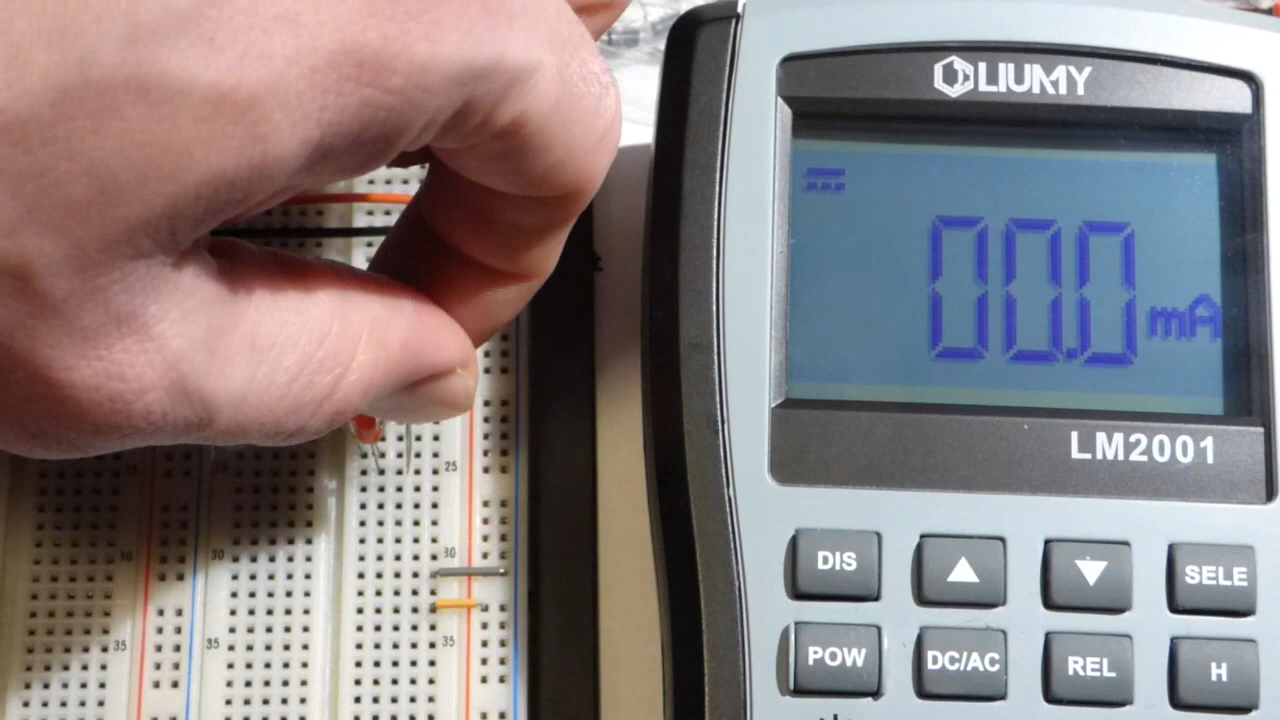 LIUMY
00.0 mA
LM2001
DIS ▲ ▼ SELE
POW DC/AC REL H
25
30 30 30
35 35 35